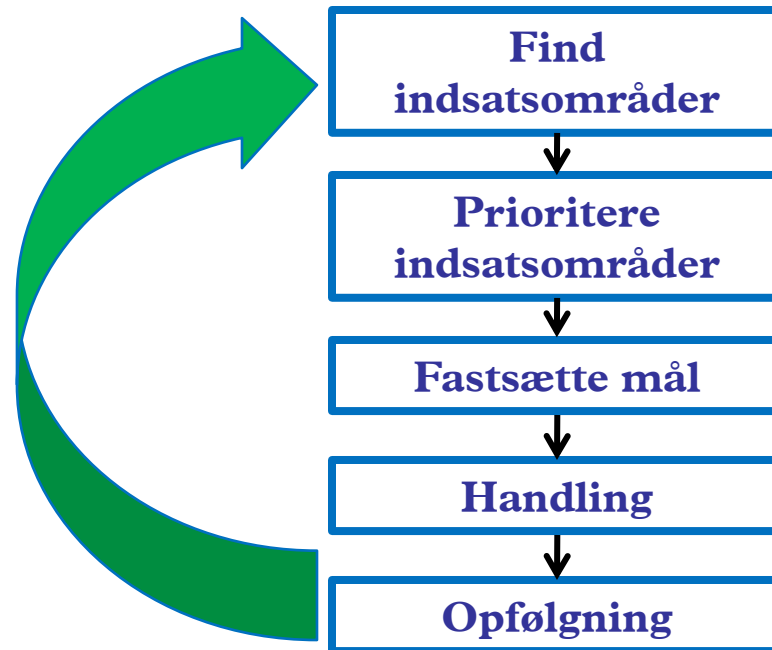 Find
indsatsområder
Prioritere
indsatsområder
Fastsætte mål
Handling
Opfølgning